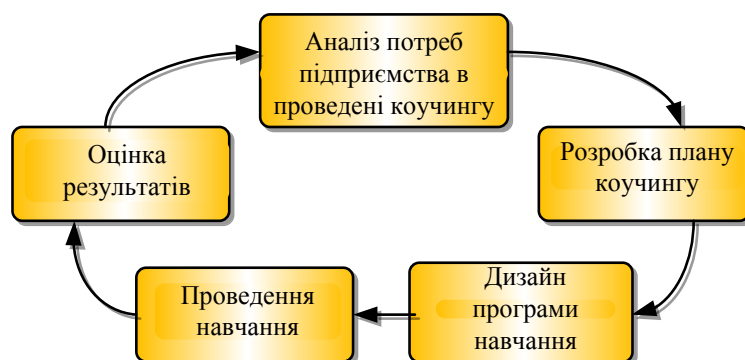 Аналіз потреб
підприємства в
проведені коучингу
Розробка плану
коучингу
Дизайн
програми
навчання
Проведення
навчання
Оцінка
результатів